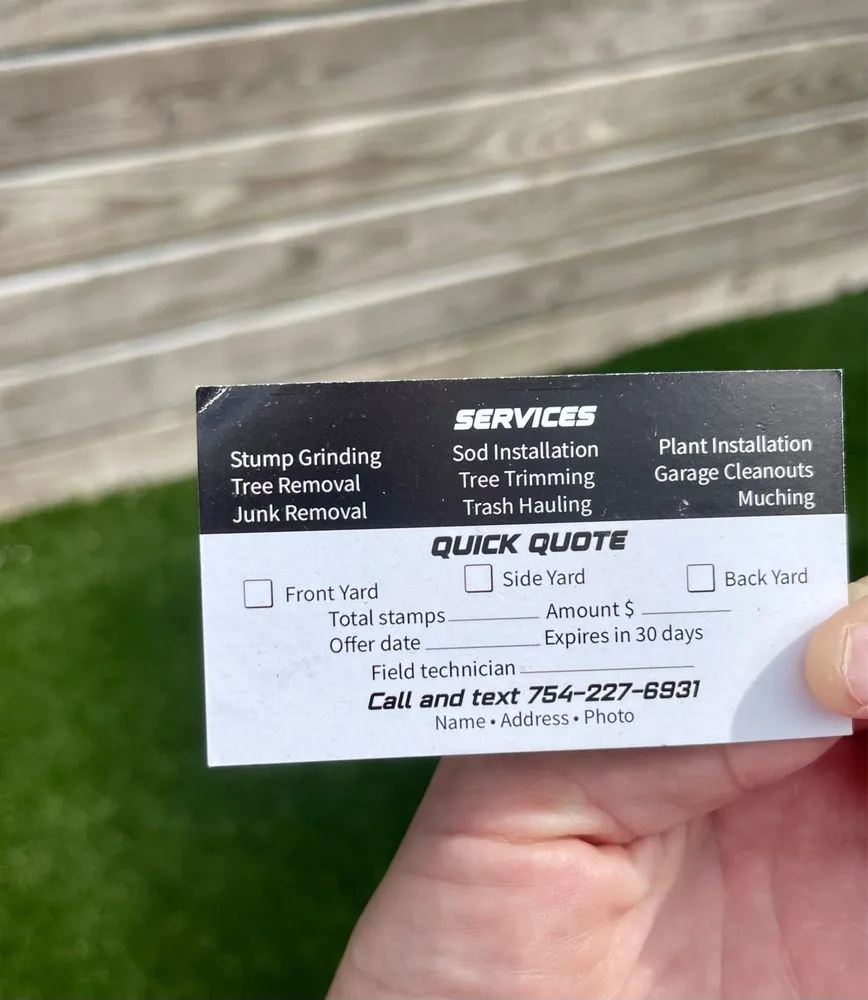 SERVICES
Stump Grinding
Tree Removal
Junk Removal
Sod Installation
Tree Trimming
Trash Hauling
Plant Installation
Garage Cleanouts
Muching
QUICK QUOTE
Front Yard Side Yard Back Yard
Total stamps Amount $
Offer date Expires in 30 days
Field technician
Call and text 754-227-6931
Name • Address • Photo